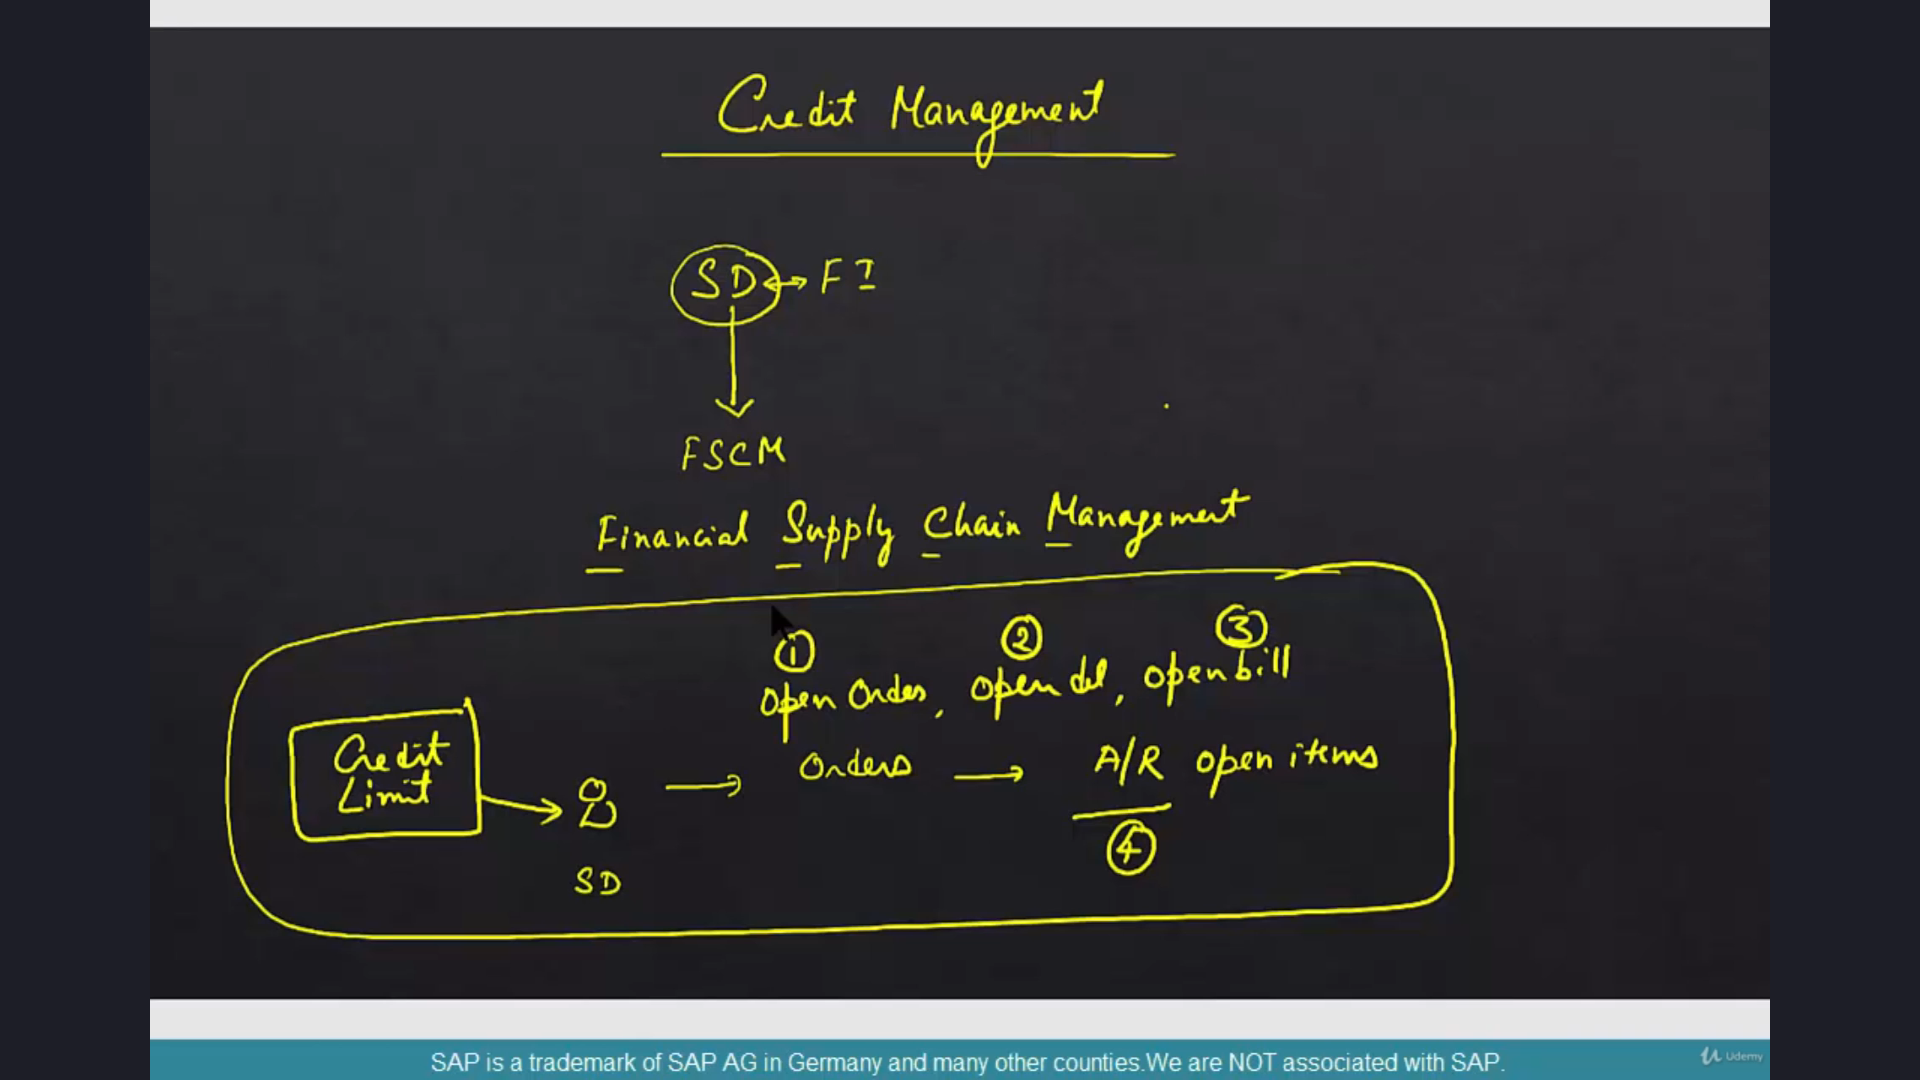 Credit Management
SD ↔ FI
FSCM
Financial Supply Chain Management
① ② ③
Open Order, open del, open bill
Credit Limit
Orders → A/R open items
④
SD
SAP is a trademark of SAP AG in Germany and many other counties.We are NOT associated with SAP.
Udemy